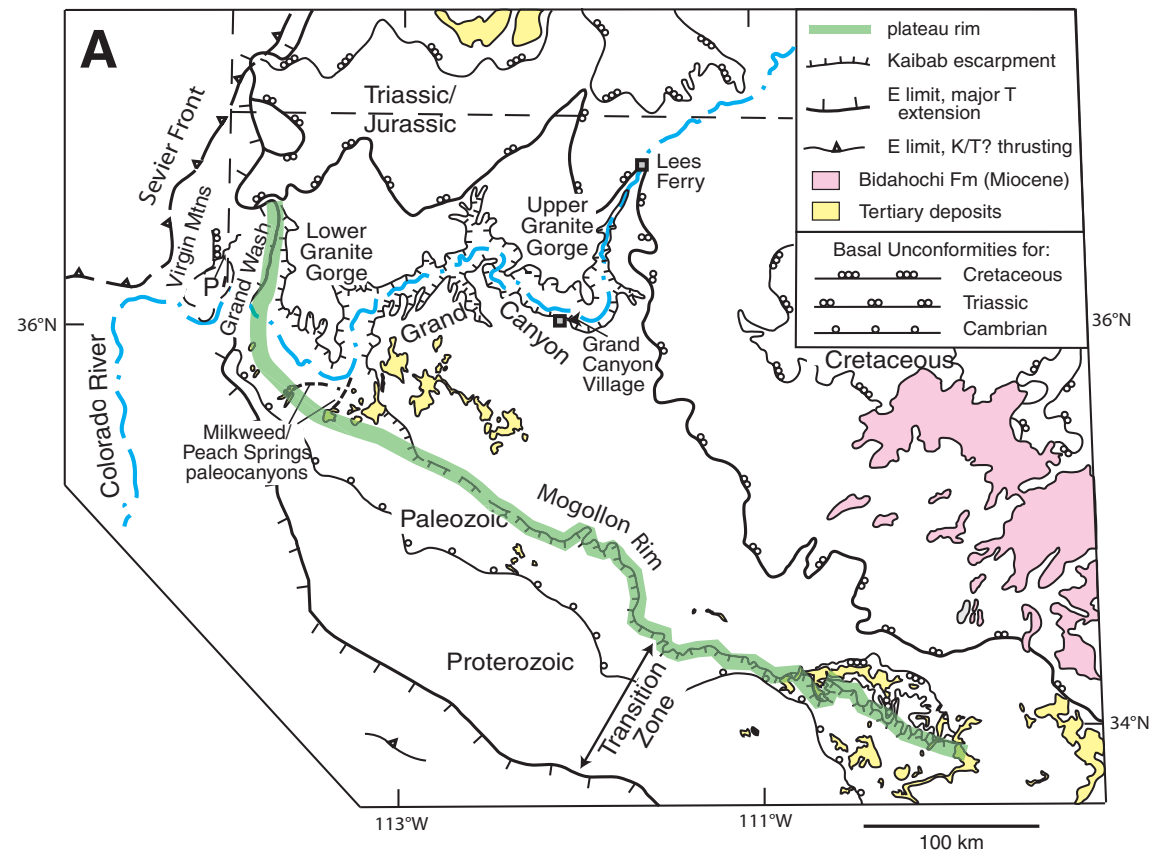 A
Sevier Front
Triassic/
Jurassic
Lees
Ferry
Virgin Mtns
P
Grand Wash
Lower
Granite
Gorge
Upper
Granite
Gorge
36°N
Grand
Canyon
Grand
Canyon
Village
Colorado River
Milkweed/
Peach Springs
paleocanyons
Mogollon
Rim
Paleozoic
Proterozoic
Transition
Zone
Cretaceous
36°N
34°N
113°W
111°W
100 km
plateau rim
Kaibab escarpment
E limit, major T
extension
E limit, K/T? thrusting
Bidahochi Fm (Miocene)
Tertiary deposits
Basal Unconformities for:
Cretaceous
Triassic
Cambrian